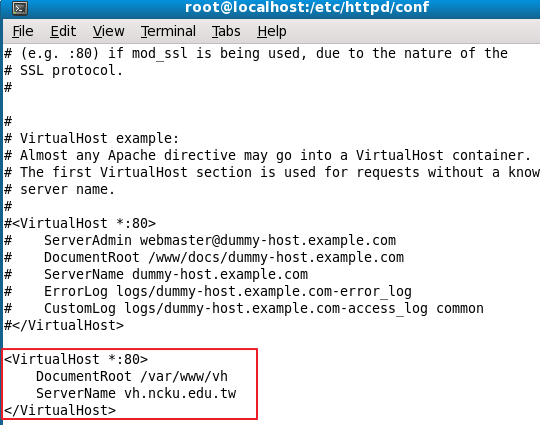 root@localhost:/etc/httpd/conf
File Edit View Terminal Tabs Help
# (e.g. :80) if mod_ssl is being used, due to the nature of the
# SSL protocol.
#
#
# VirtualHost example:
# Almost any Apache directive may go into a VirtualHost container.
# The first VirtualHost section is used for requests without a know
# server name.
#
#<VirtualHost *:80>
#    ServerAdmin webmaster@dummy-host.example.com
#    DocumentRoot /www/docs/dummy-host.example.com
#    ServerName dummy-host.example.com
#    ErrorLog logs/dummy-host.example.com-error_log
#    CustomLog logs/dummy-host.example.com-access_log common
#</VirtualHost>
<VirtualHost *:80>
    DocumentRoot /var/www/vh
    ServerName vh.ncku.edu.tw
</VirtualHost>